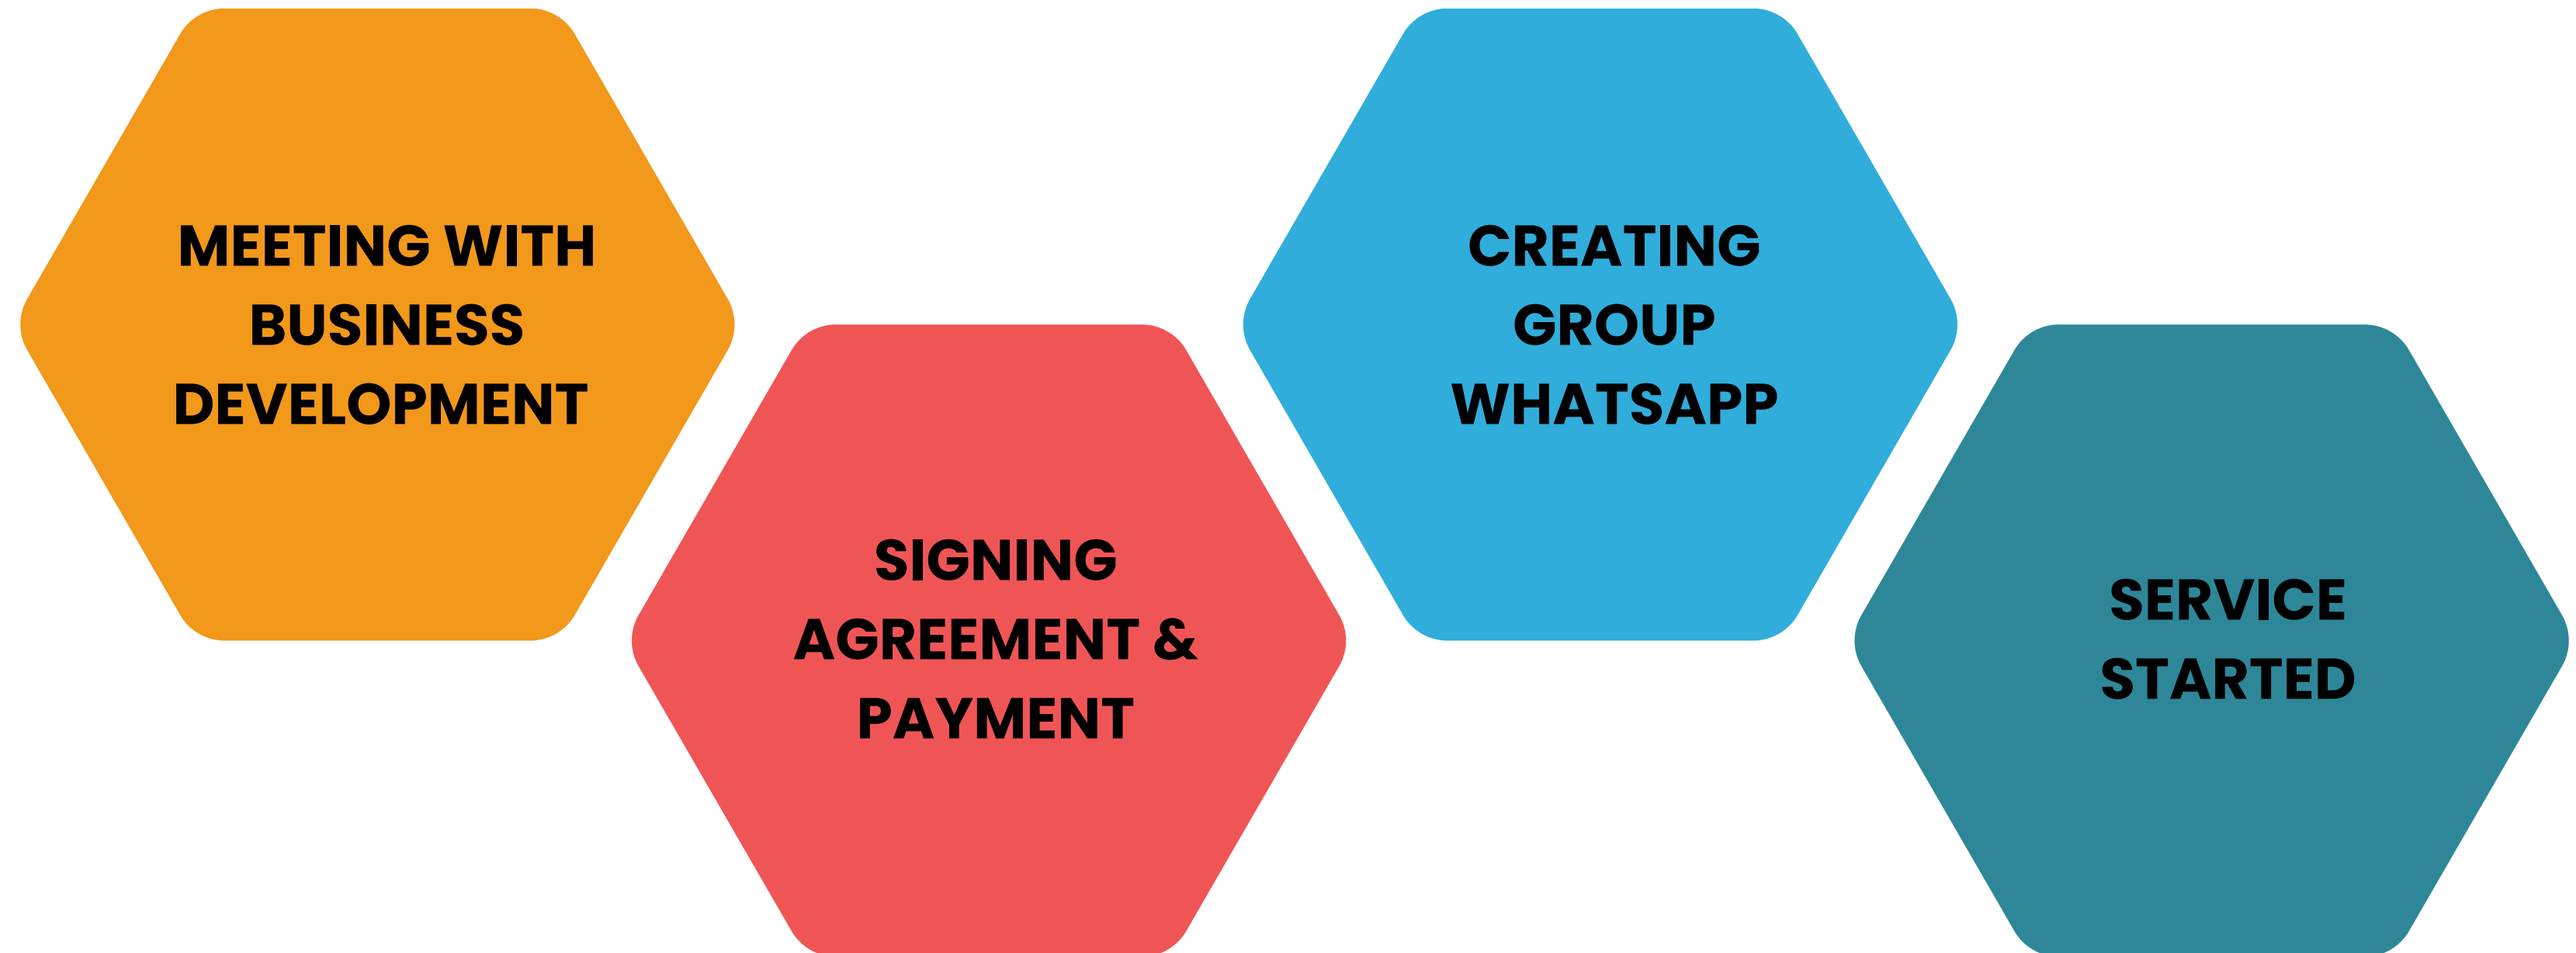 MEETING WITH
BUSINESS
DEVELOPMENT
SIGNING
AGREEMENT &
PAYMENT
CREATING
GROUP
WHATSAPP
SERVICE
STARTED